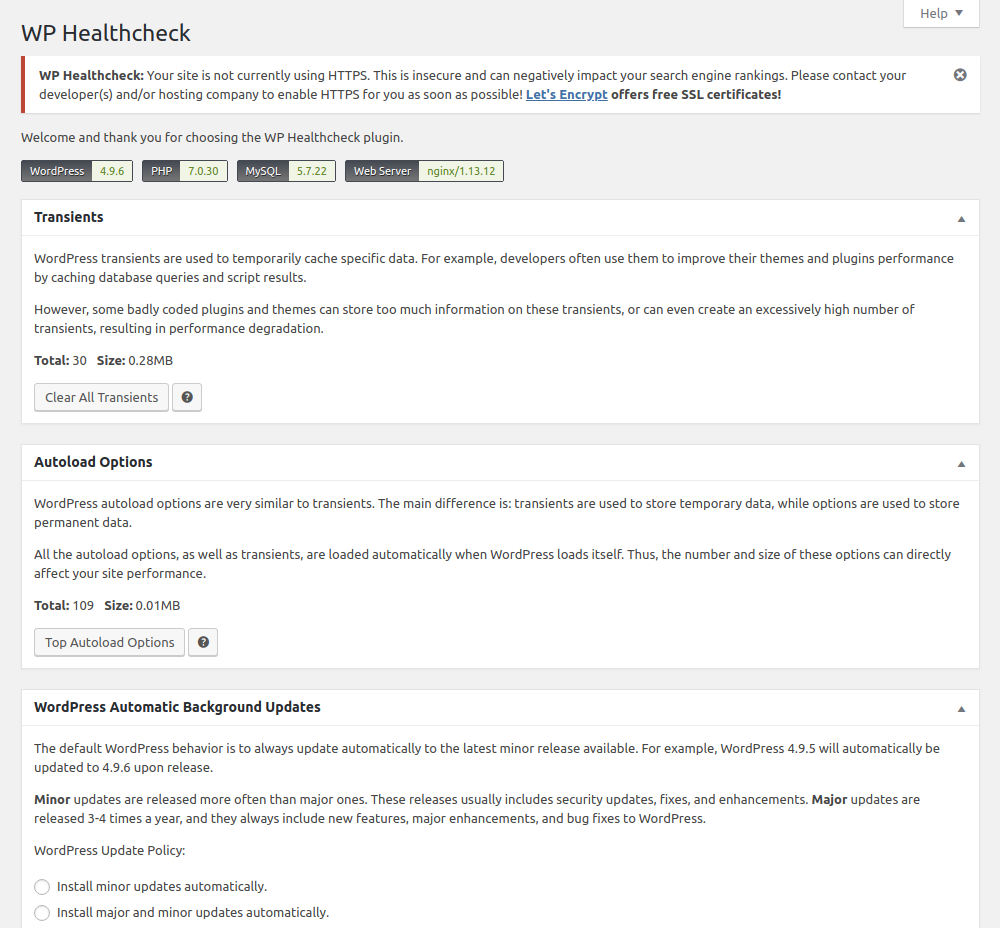 Help
WP Healthcheck
WP Healthcheck: Your site is not currently using HTTPS. This is insecure and can negatively impact your search engine rankings. Please contact your
developer(s) and/or hosting company to enable HTTPS for you as soon as possible! Let's Encrypt offers free SSL certificates!
Welcome and thank you for choosing the WP Healthcheck plugin.
WordPress 4.9.6 PHP 7.0.30 MySQL 5.7.22 Web Server nginx/1.13.12
Transients
WordPress transients are used to temporarily cache specific data. For example, developers often use them to improve their themes and plugins performance
by caching database queries and script results.
However, some badly coded plugins and themes can store too much information on these transients, or can even create an excessively high number of
transients, resulting in performance degradation.
Total: 30 Size: 0.28MB
Clear All Transients ?
Autoload Options
WordPress autoload options are very similar to transients. The main difference is: transients are used to store temporary data, while options are used to store
permanent data.
All the autoload options, as well as transients, are loaded automatically when WordPress loads itself. Thus, the number and size of these options can directly
affect your site performance.
Total: 109 Size: 0.01MB
Top Autoload Options ?
WordPress Automatic Background Updates
The default WordPress behavior is to always update automatically to the latest minor release available. For example, WordPress 4.9.5 will automatically be
updated to 4.9.6 upon release.
Minor updates are released more often than major ones. These releases usually includes security updates, fixes, and enhancements. Major updates are
released 3-4 times a year, and they always include new features, major enhancements, and bug fixes to WordPress.
WordPress Update Policy:
Install minor updates automatically.
Install major and minor updates automatically.